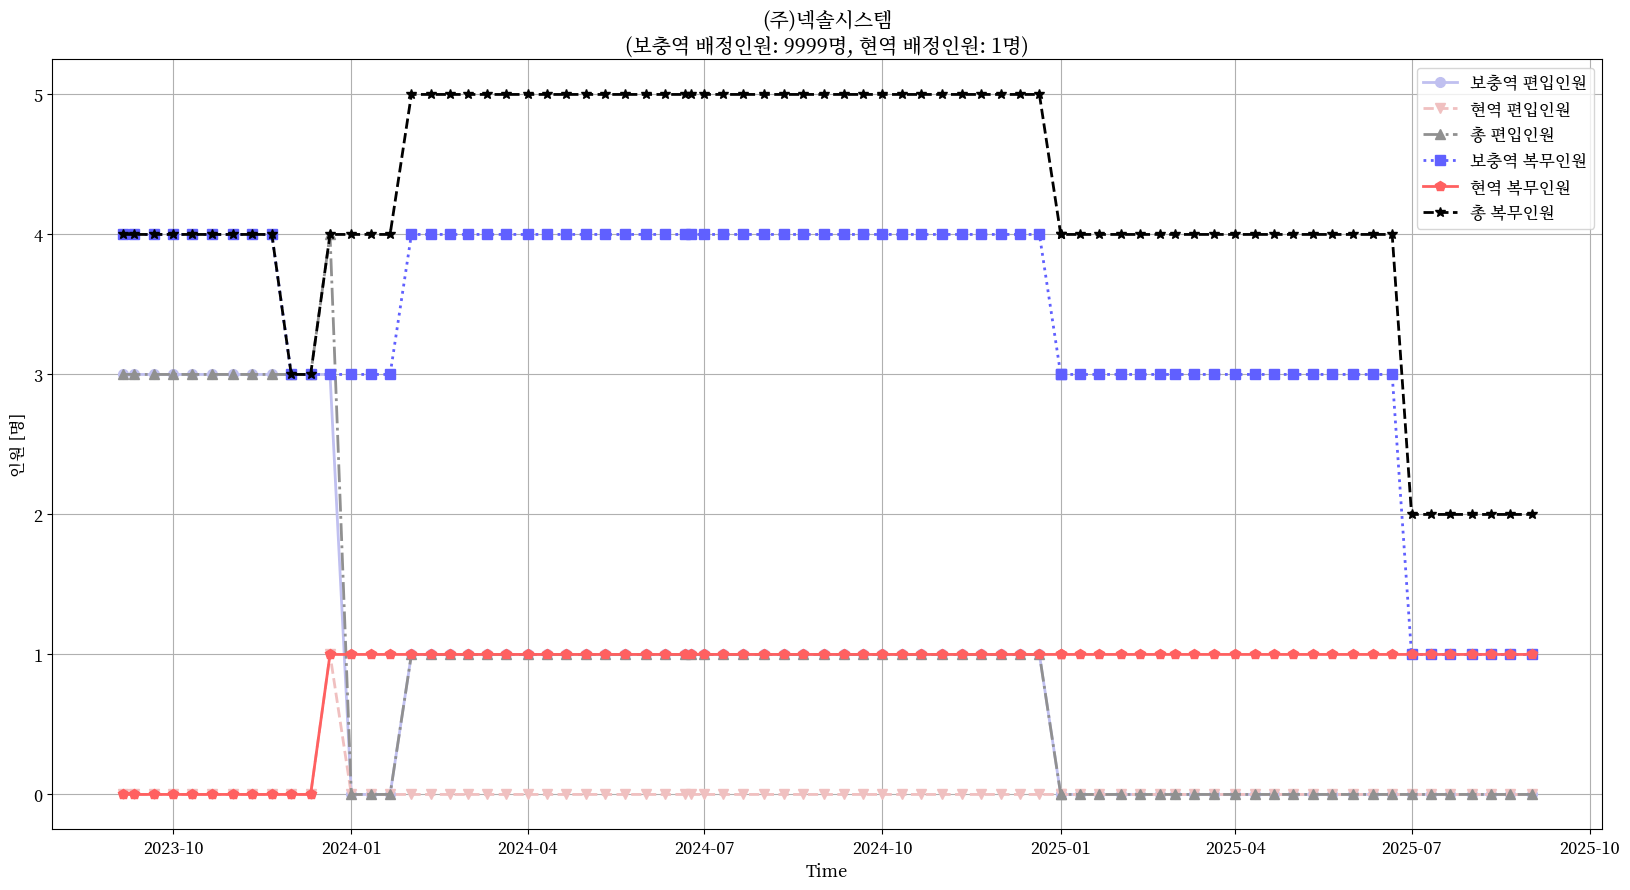 (주)넥솔시스템
(보충역 배정인원: 9999명, 현역 배정인원: 1명)
보충역 편입인원
현역 편입인원
총 편입인원
보충역 복무인원
현역 복무인원
총 복무인원
인원 [명]
5
4
3
2
1
0
2023-10
2024-01
2024-04
2024-07
2024-10
2025-01
2025-04
2025-07
2025-10
Time